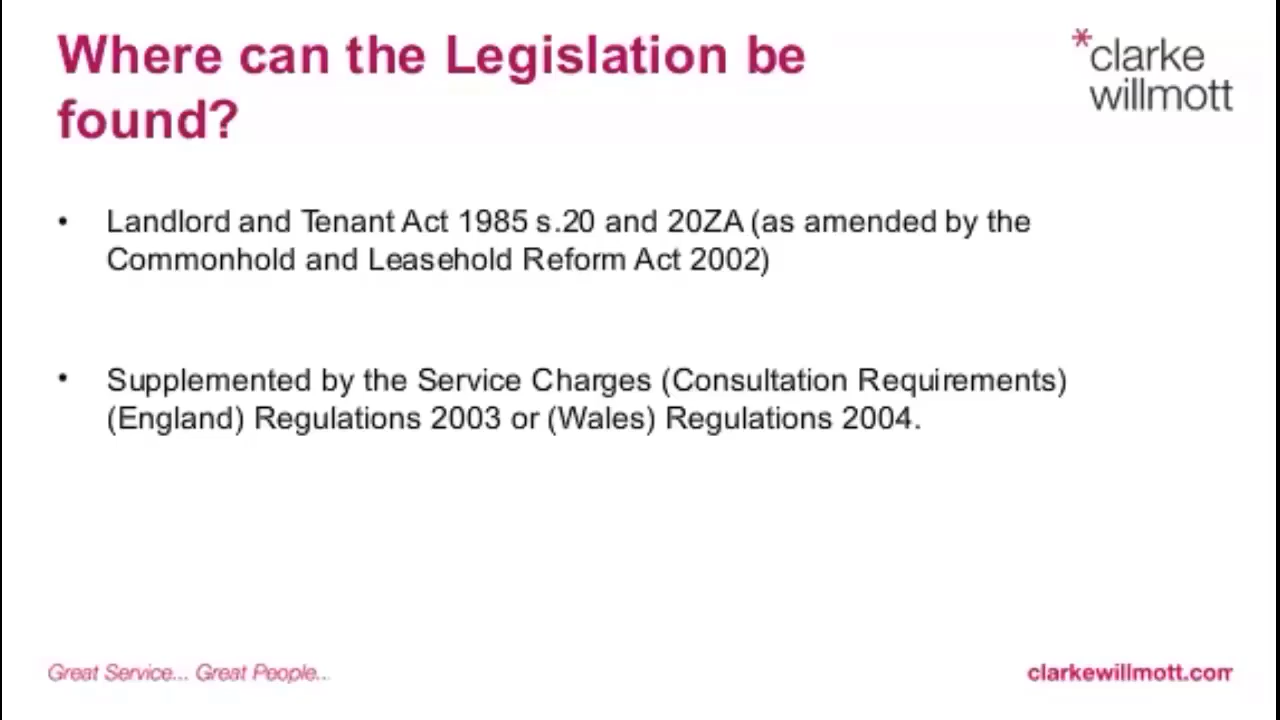 Where can the Legislation be
found?
*clarke
willmott
• Landlord and Tenant Act 1985 s.20 and 20ZA (as amended by the
Commonhold and Leasehold Reform Act 2002)
• Supplemented by the Service Charges (Consultation Requirements)
(England) Regulations 2003 or (Wales) Regulations 2004.
Great Service... Great People...
clarkewillmott.com